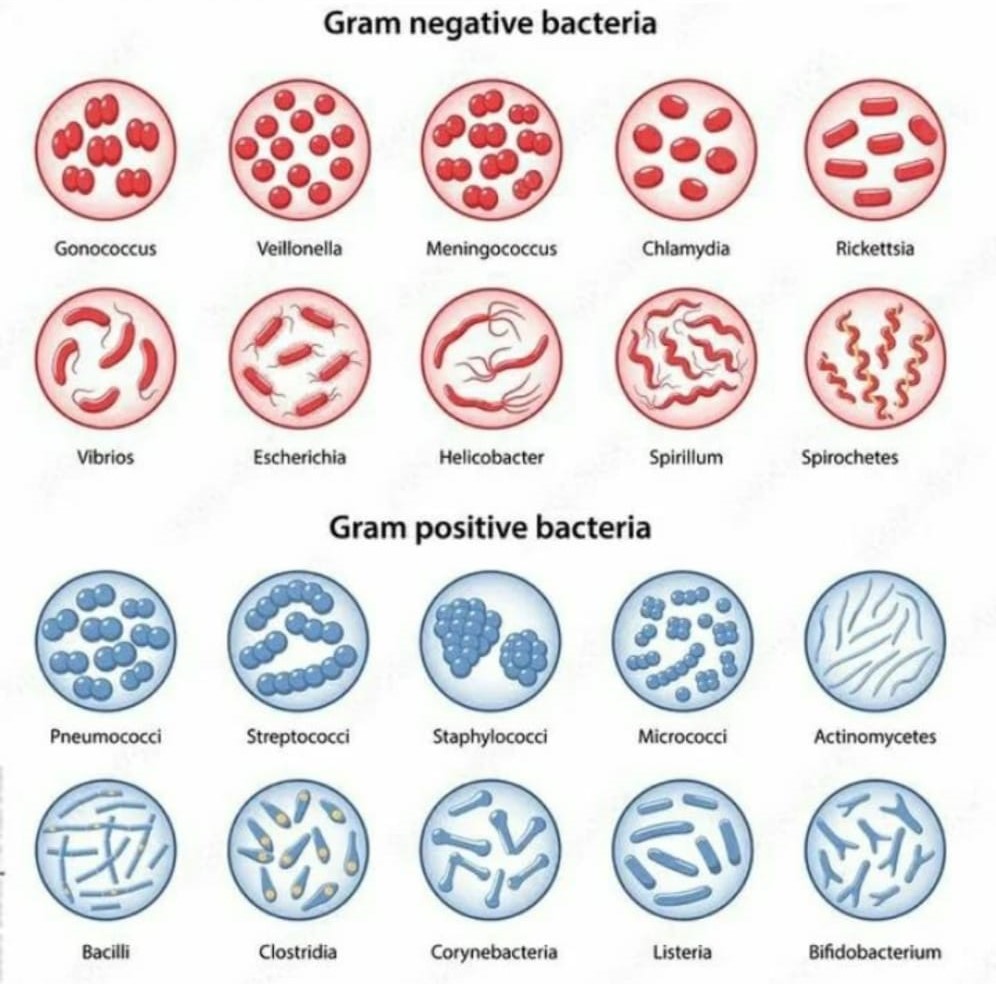 Gram negative bacteria
Gonococcus
Veillonella
Meningococcus
Chlamydia
Rickettsia
Vibrios
Escherichia
Helicobacter
Spirillum
Spirochetes
Gram positive bacteria
Pneumococci
Streptococci
Staphylococci
Micrococci
Actinomycetes
Bacilli
Clostridia
Corynebacteria
Listeria
Bifidobacterium